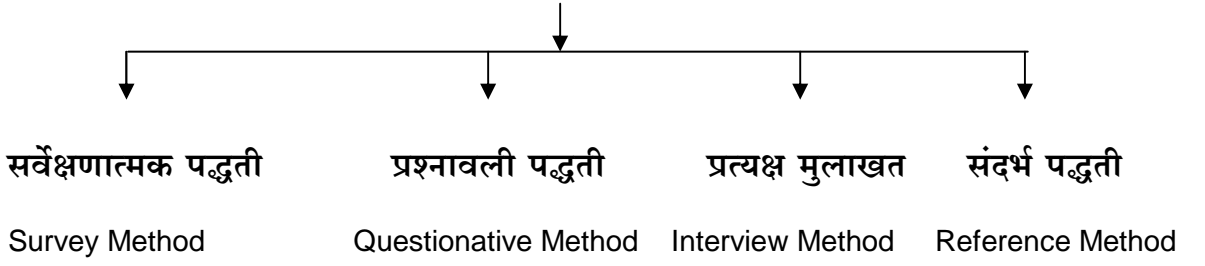 सर्वेक्षणात्मक पद्धती प्रश्नावली पद्धती प्रत्यक्ष मुलाखत संदर्भ पद्धती
Survey Method Questionative Method Interview Method Reference Method